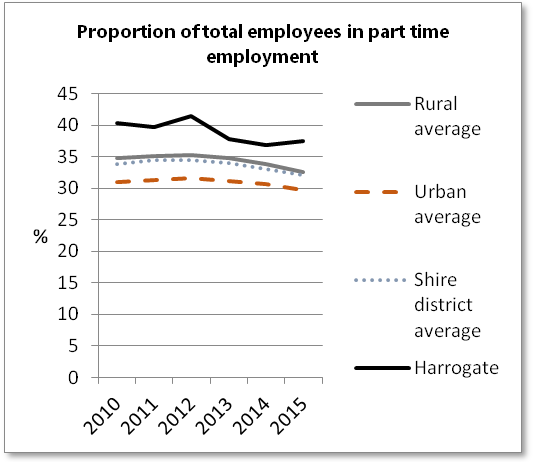 Proportion of total employees in part time
employment
45
40
35
30
25
20
15
10
5
0
%
2010
2011
2012
2013
2014
2015
Rural
average
Urban
average
Shire
district
average
Harrogate